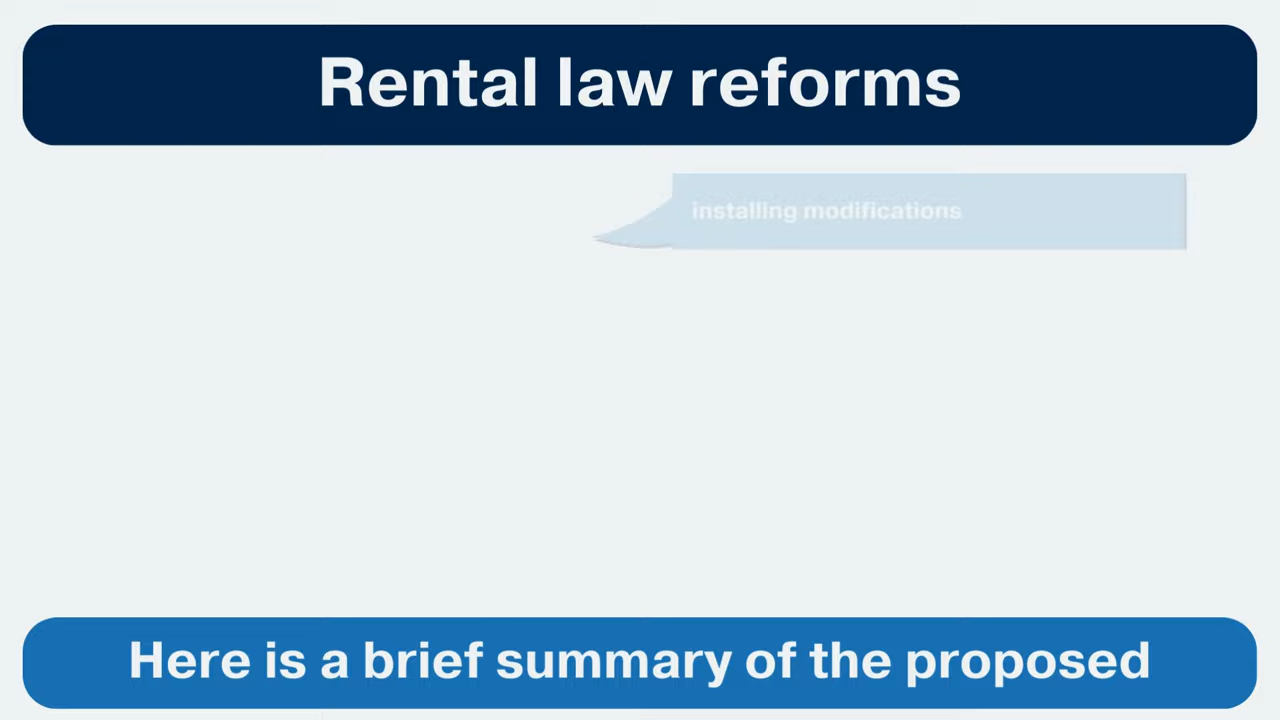 Rental law reforms
installing modifications
Here is a brief summary of the proposed